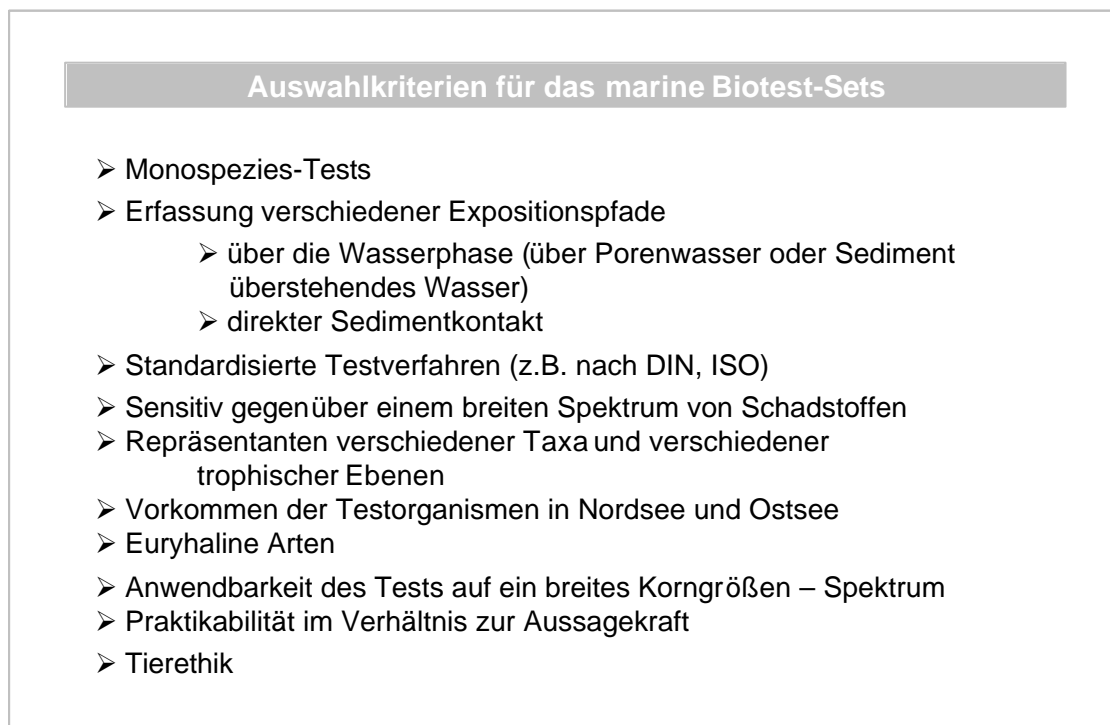 Auswahlkriterien für das marine Biotest-Sets
➢ Monospezies-Tests
➢ Erfassung verschiedener Expositionspfade
➢ über die Wasserphase (über Porenwasser oder Sediment
überstehendes Wasser)
➢ direkter Sedimentkontakt
➢ Standardisierte Testverfahren (z.B. nach DIN, ISO)
➢ Sensitiv gegenüber einem breiten Spektrum von Schadstoffen
➢ Repräsentanten verschiedener Taxa und verschiedener
trophischer Ebenen
➢ Vorkommen der Testorganismen in Nordsee und Ostsee
➢ Euryhaline Arten
➢ Anwendbarkeit des Tests auf ein breites Korngrößen – Spektrum
➢ Praktikabilität im Verhältnis zur Aussagekraft
➢ Tierethik